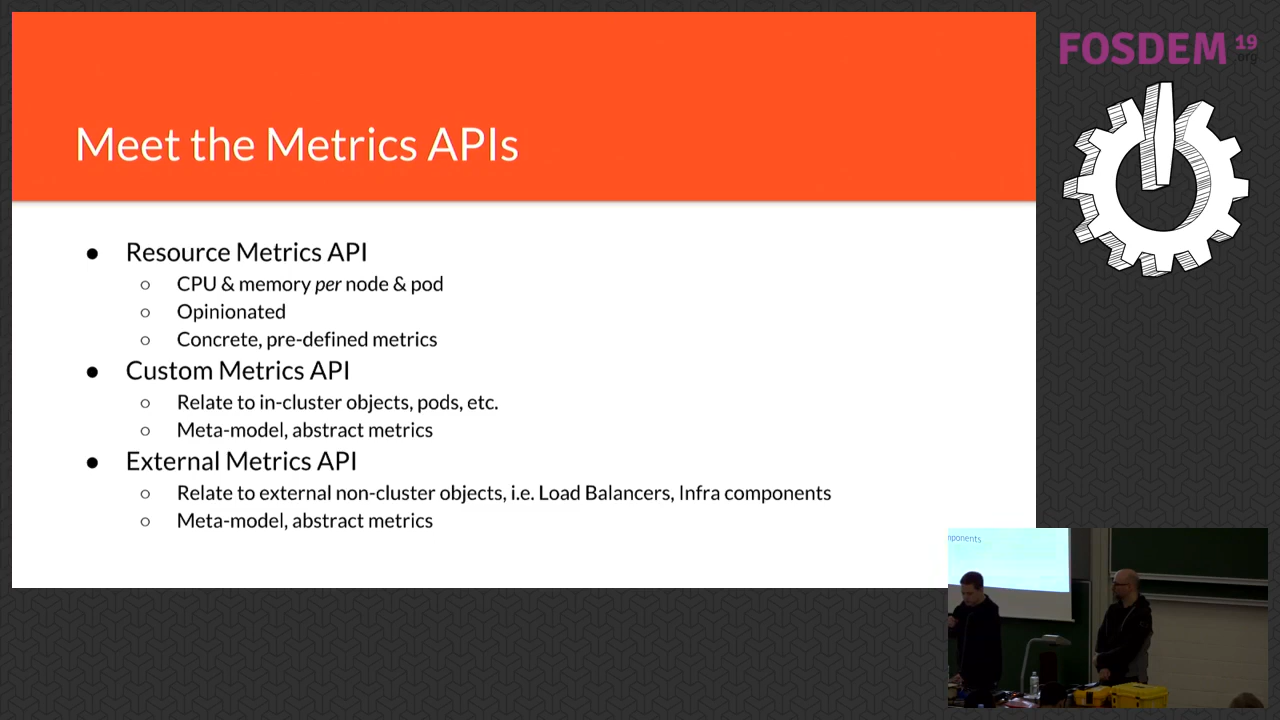 Meet the Metrics APIs
● Resource Metrics API
○ CPU & memory per node & pod
○ Opinionated
○ Concrete, pre-defined metrics
● Custom Metrics API
○ Relate to in-cluster objects, pods, etc.
○ Meta-model, abstract metrics
● External Metrics API
○ Relate to external non-cluster objects, i.e. Load Balancers, Infra components
○ Meta-model, abstract metrics
FOSDEM 19
.org
mponents